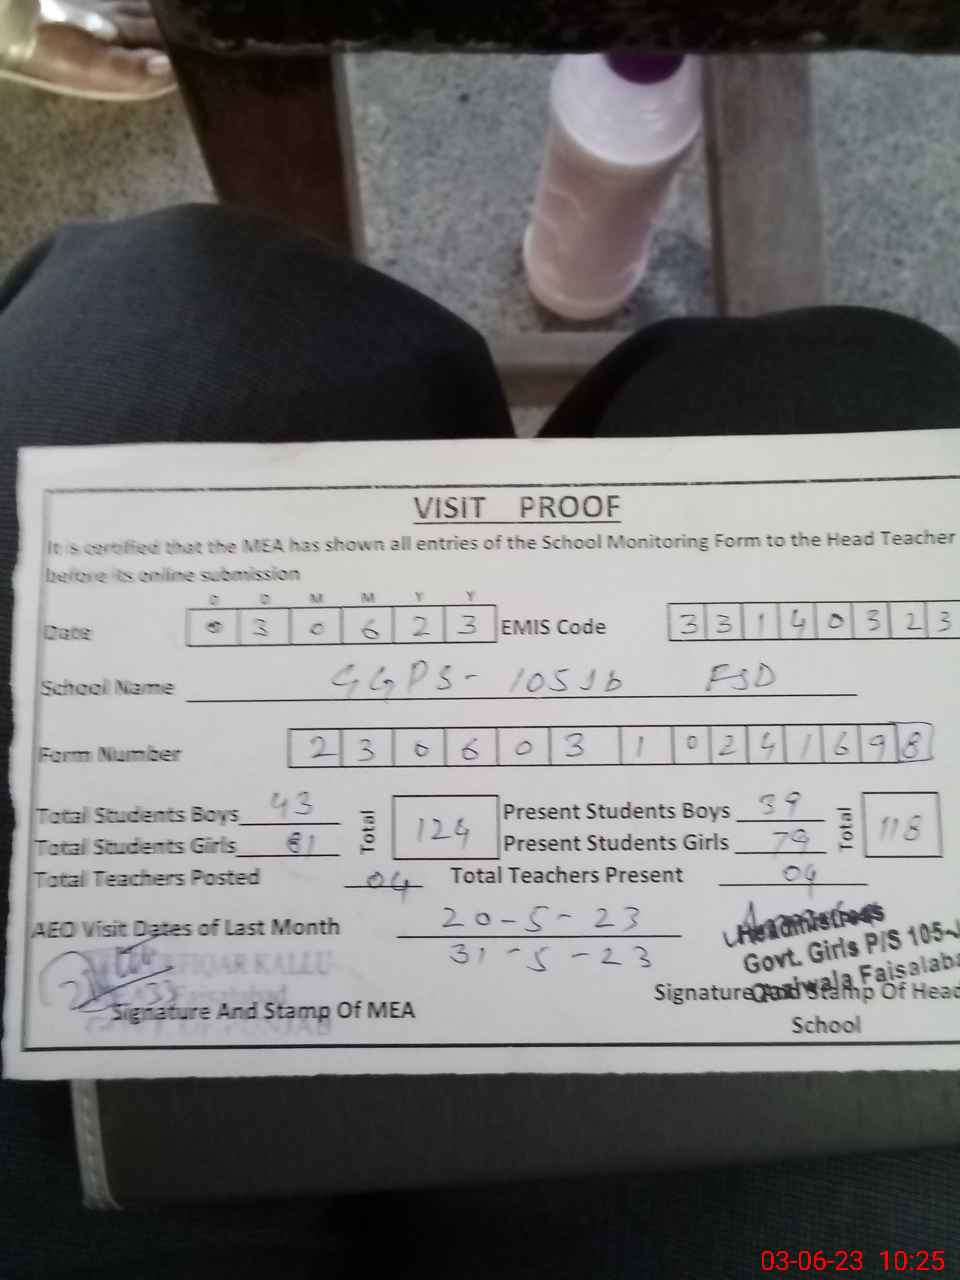 VISIT PROOF
It is certified that the MEA has shown all entries of the School Monitoring Form to the Head Teacher
before its online submission
D D M M Y Y
Date 0 3 0 6 2 3 EMIS Code 3 3 1 4 0 3 2 3
School Name GGPS- 105 Jb FSD
Form Number 2 3 0 6 0 3 1 0 2 4 1 6 9 8
Total Students Boys 43 Total 124 Present Students Boys 39 Total 118
Total Students Girls 81 Present Students Girls 79
Total Teachers Posted 04 Total Teachers Present 04
AEO Visit Dates of Last Month 20-5-23
31-5-23
Headmistress
Govt. Girls P/S 105-J
Faisalaba
KALLU
Faisalabad
Signature And Stamp Of MEA
Signature And Stamp Of Head
School
03-06-23 10:25